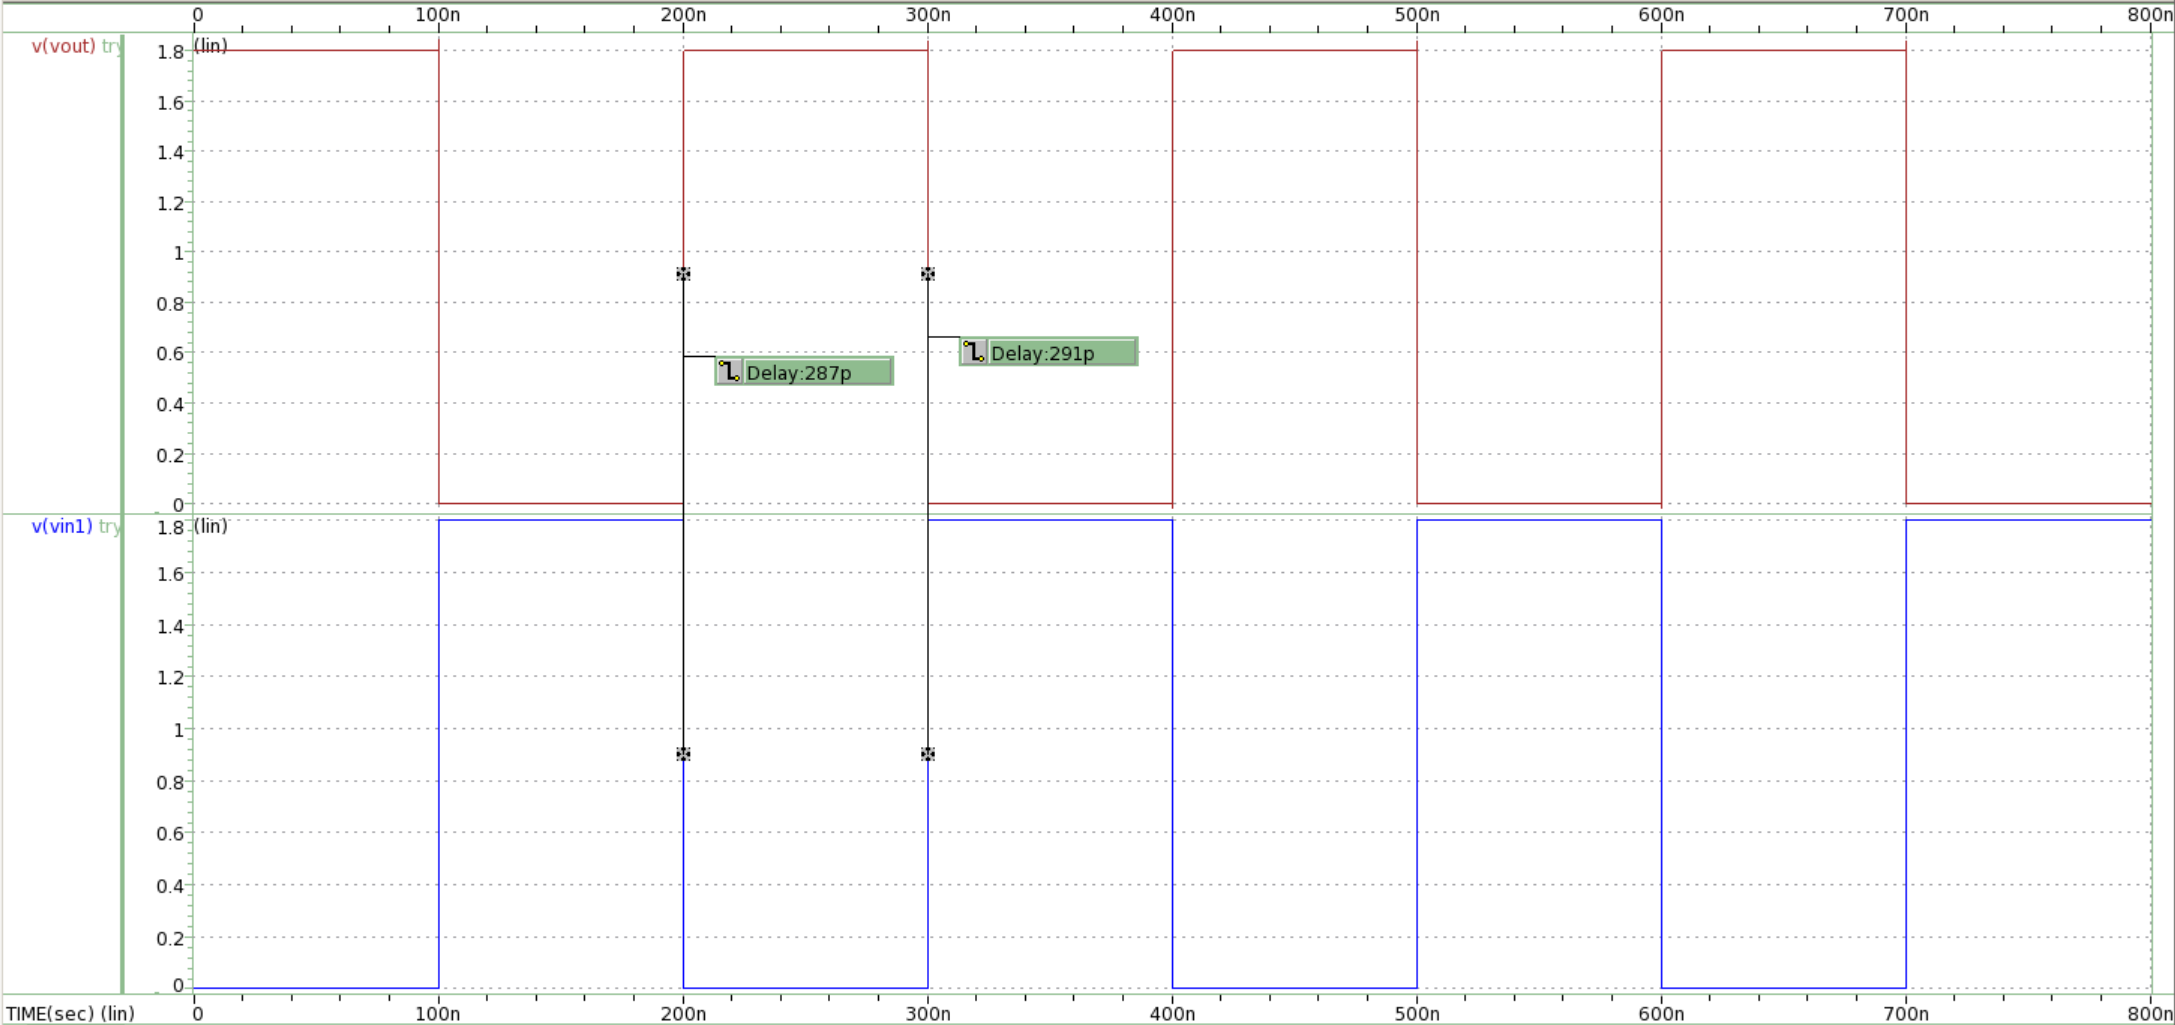 0 100n 200n 300n 400n 500n 600n 700n 800n
v(vout) try
(lin)
1.8
1.6
1.4
1.2
1
0.8
0.6
0.4
0.2
0
Delay:291p
Delay:287p
v(vin1) try
(lin)
1.8
1.6
1.4
1.2
1
0.8
0.6
0.4
0.2
0
TIME(sec) (lin) 0 100n 200n 300n 400n 500n 600n 700n 800n